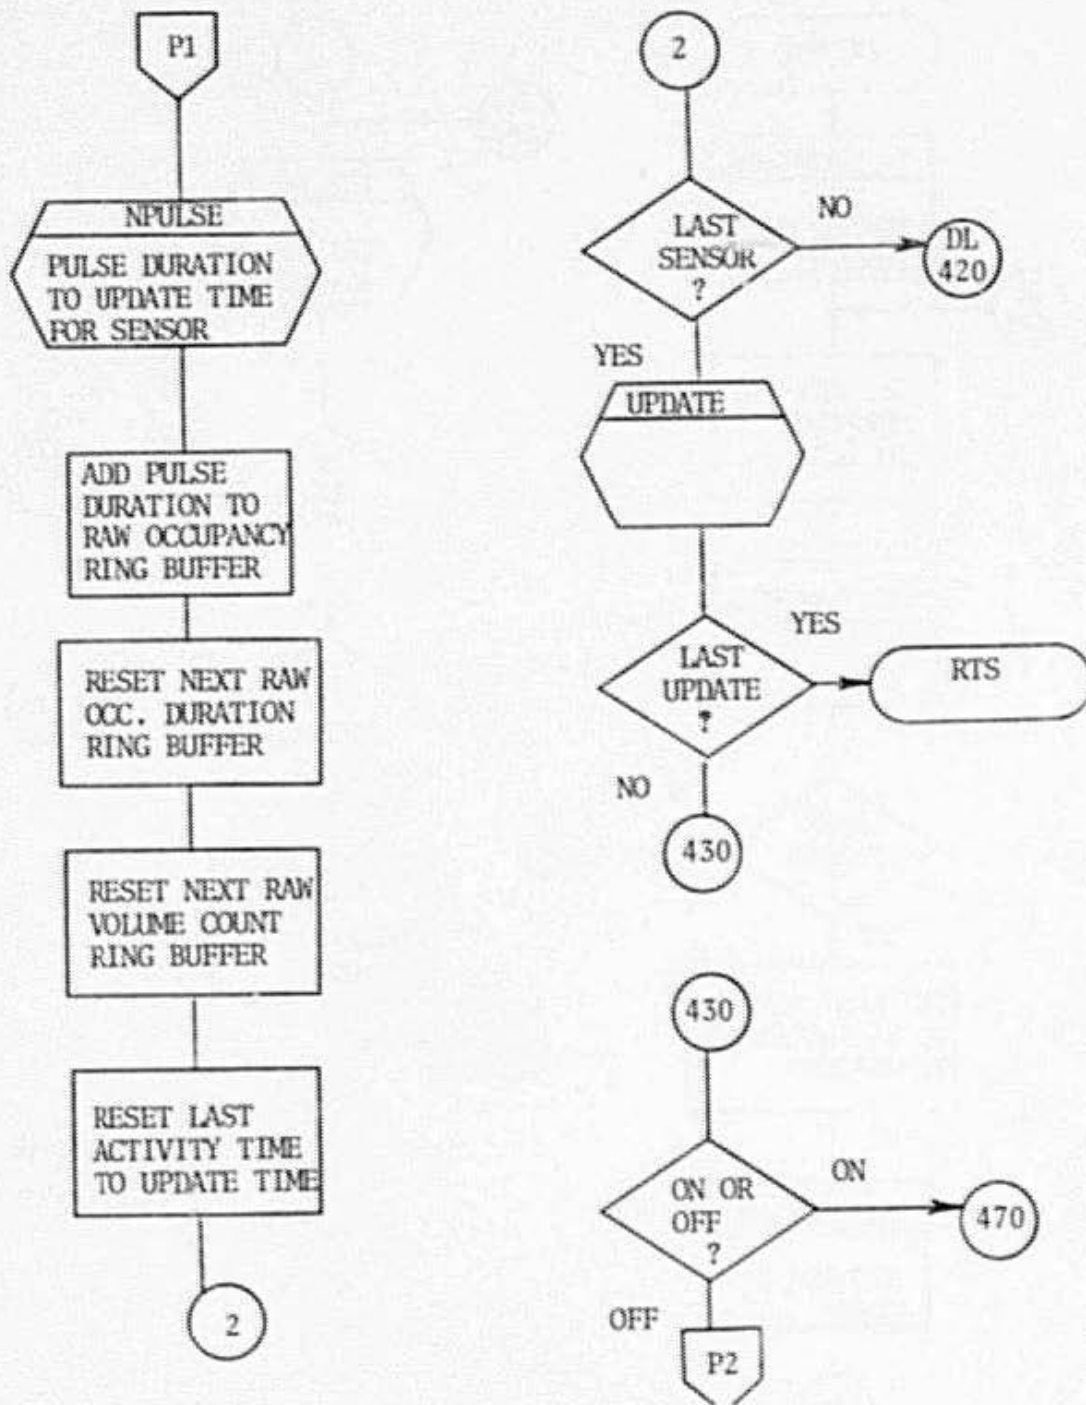 P1
NPULSE
PULSE DURATION
TO UPDATE TIME
FOR SENSOR
ADD PULSE
DURATION TO
RAW OCCUPANCY
RING BUFFER
RESET NEXT RAW
OCC. DURATION
RING BUFFER
RESET NEXT RAW
VOLUME COUNT
RING BUFFER
RESET LAST
ACTIVITY TIME
TO UPDATE TIME
2
2
LAST
SENSOR
?
NO
DL
420
YES
UPDATE
LAST
UPDATE
?
YES
RTS
NO
430
430
ON OR
OFF
?
ON
470
OFF
P2